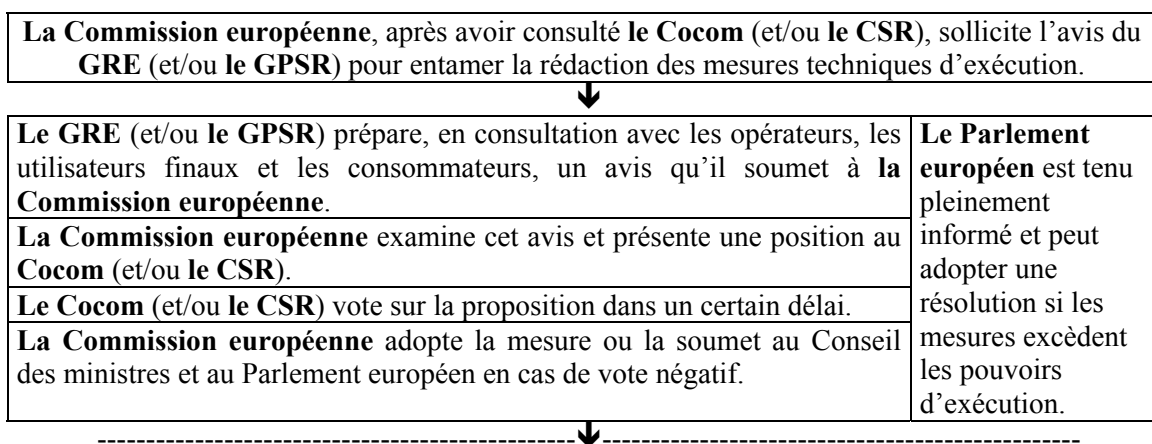 La Commission européenne, après avoir consulté le Cocom (et/ou le CSR), sollicite l’avis du
GRE (et/ou le GPSR) pour entamer la rédaction des mesures techniques d’exécution.
Le GRE (et/ou le GPSR) prépare, en consultation avec les opérateurs, les
utilisateurs finaux et les consommateurs, un avis qu’il soumet à la
Commission européenne.
La Commission européenne examine cet avis et présente une position au
Cocom (et/ou le CSR).
Le Cocom (et/ou le CSR) vote sur la proposition dans un certain délai.
La Commission européenne adopte la mesure ou la soumet au Conseil
des ministres et au Parlement européen en cas de vote négatif.
Le Parlement
européen est tenu
pleinement
informé et peut
adopter une
résolution si les
mesures excèdent
les pouvoirs
d’exécution.